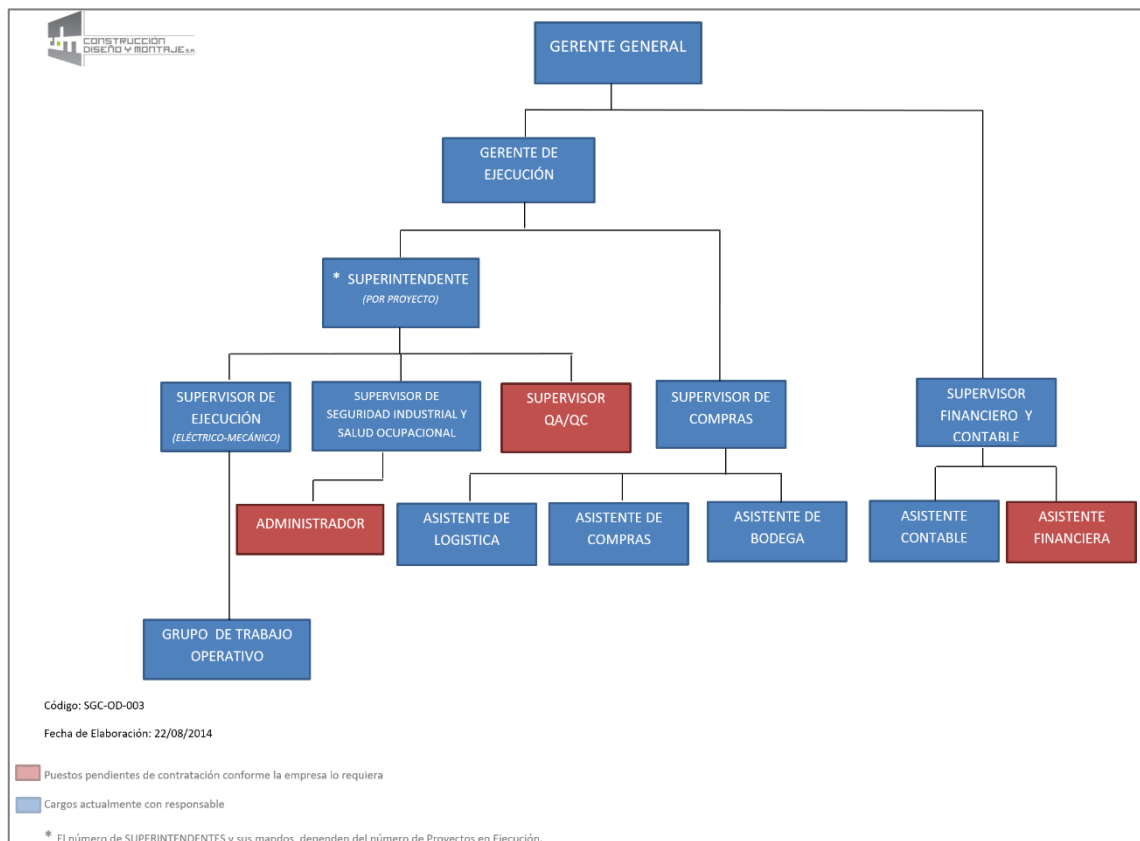 CONSTRUCCIÓN
DISEÑO Y MONTAJE S.A.
GERENTE GENERAL
GERENTE DE
EJECUCIÓN
* SUPERINTENDENTE
(POR PROYECTO)
SUPERVISOR DE
EJECUCIÓN
(ELÉCTRICO-MECÁNICO)
SUPERVISOR DE
SEGURIDAD INDUSTRIAL Y
SALUD OCUPACIONAL
SUPERVISOR
QA/QC
SUPERVISOR DE
COMPRAS
SUPERVISOR
FINANCIERO Y
CONTABLE
ADMINISTRADOR
ASISTENTE DE
LOGISTICA
ASISTENTE DE
COMPRAS
ASISTENTE DE
BODEGA
ASISTENTE
CONTABLE
ASISTENTE
FINANCIERA
GRUPO DE TRABAJO
OPERATIVO
Código: SGC-OD-003
Fecha de Elaboración: 22/08/2014
Puestos pendientes de contratación conforme la empresa lo requiera
Cargos actualmente con responsable
* El número de SUPERINTENDENTES y sus mandos, dependen del número de Proyectos en Ejecución.